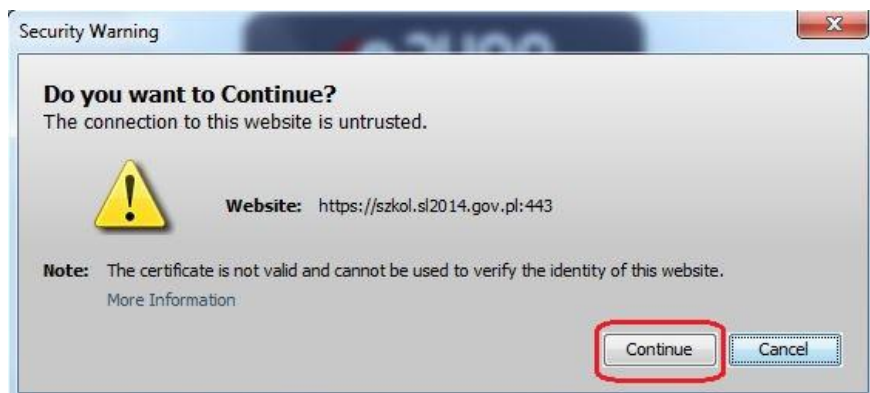 Security Warning
Do you want to Continue?
The connection to this website is untrusted.
Website: https://szkol.sl2014.gov.pl:443
Note: The certificate is not valid and cannot be used to verify the identity of this website.
More Information
Continue Cancel